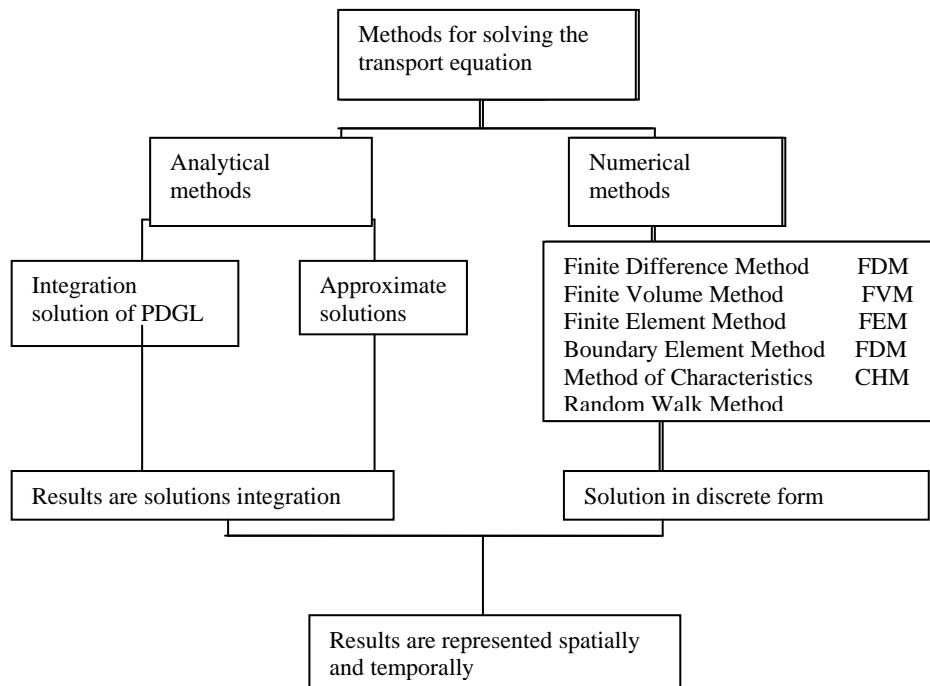 Methods for solving the
transport equation
Analytical
methods
Numerical
methods
Integration
solution of PDGL
Approximate
solutions
Finite Difference Method FDM
Finite Volume Method FVM
Finite Element Method FEM
Boundary Element Method FDM
Method of Characteristics CHM
Random Walk Method
Results are solutions integration
Solution in discrete form
Results are represented spatially
and temporally